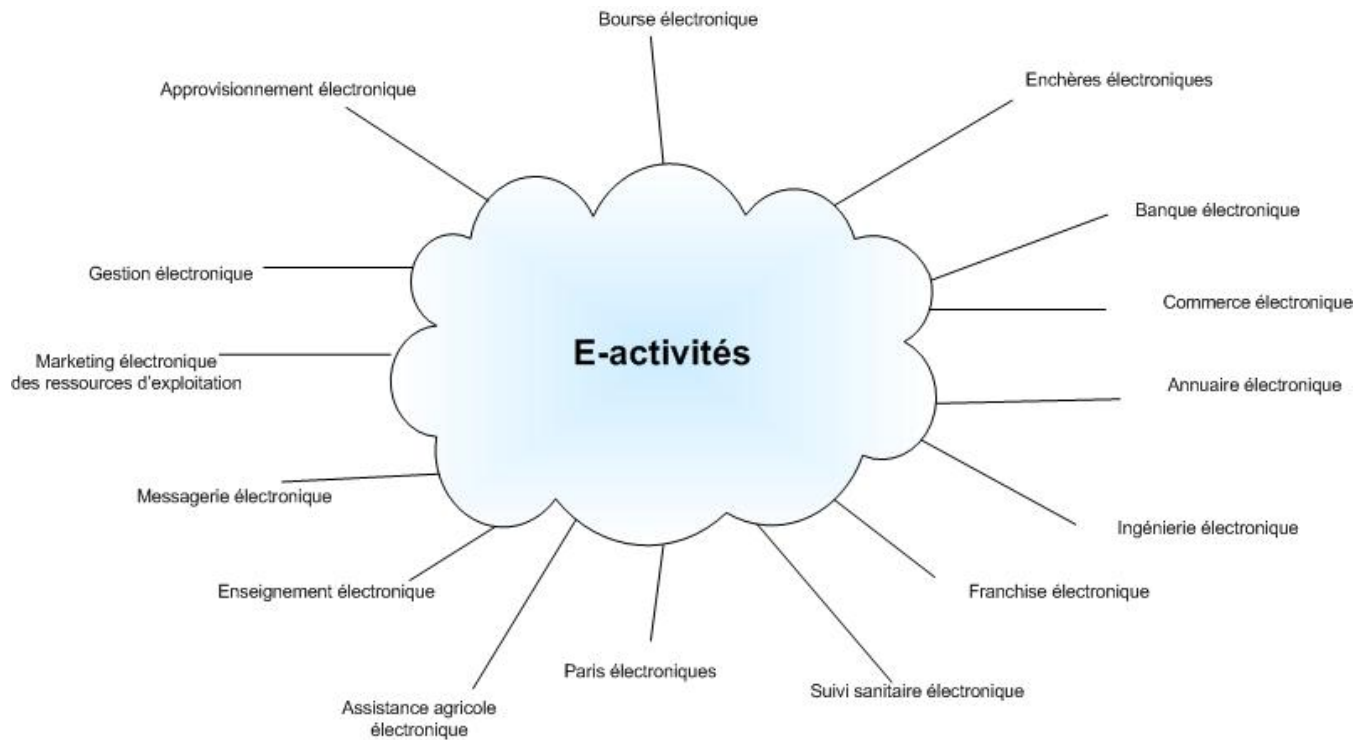 Bourse électronique
Approvisionnement électronique
Enchères électroniques
Banque électronique
Gestion électronique
Commerce électronique
E-activités
Marketing électronique
des ressources d'exploitation
Annuaire électronique
Messagerie électronique
Ingénierie électronique
Enseignement électronique
Franchise électronique
Paris électroniques
Suivi sanitaire électronique
Assistance agricole
électronique